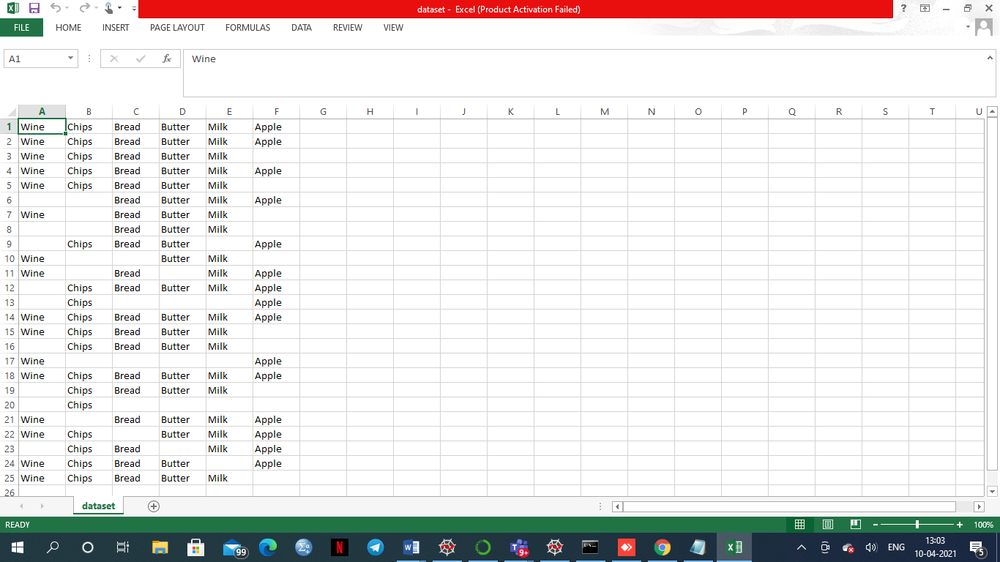 dataset - Excel (Product Activation Failed)
FILE HOME INSERT PAGE LAYOUT FORMULAS DATA REVIEW VIEW
A1 fx Wine
A B C D E F G H I J K L M N O P Q R S T U
1 Wine Chips Bread Butter Milk Apple
2 Wine Chips Bread Butter Milk Apple
3 Wine Chips Bread Butter Milk
4 Wine Chips Bread Butter Milk Apple
5 Wine Chips Bread Butter Milk
6 Bread Butter Milk Apple
7 Wine Bread Butter Milk
8 Bread Butter Milk
9 Chips Bread Butter Apple
10 Wine Butter Milk
11 Wine Bread Milk Apple
12 Chips Bread Butter Milk Apple
13 Chips Apple
14 Wine Chips Bread Butter Milk Apple
15 Wine Chips Bread Butter Milk
16 Chips Bread Butter Milk
17 Wine Apple
18 Wine Chips Bread Butter Milk Apple
19 Chips Bread Butter Milk
20 Chips
21 Wine Bread Butter Milk Apple
22 Wine Chips Butter Milk Apple
23 Chips Bread Milk Apple
24 Wine Chips Bread Butter Apple
25 Wine Chips Bread Butter Milk
26
dataset
READY 100%
99 N 9+ ENG 13:03
10-04-2021 5